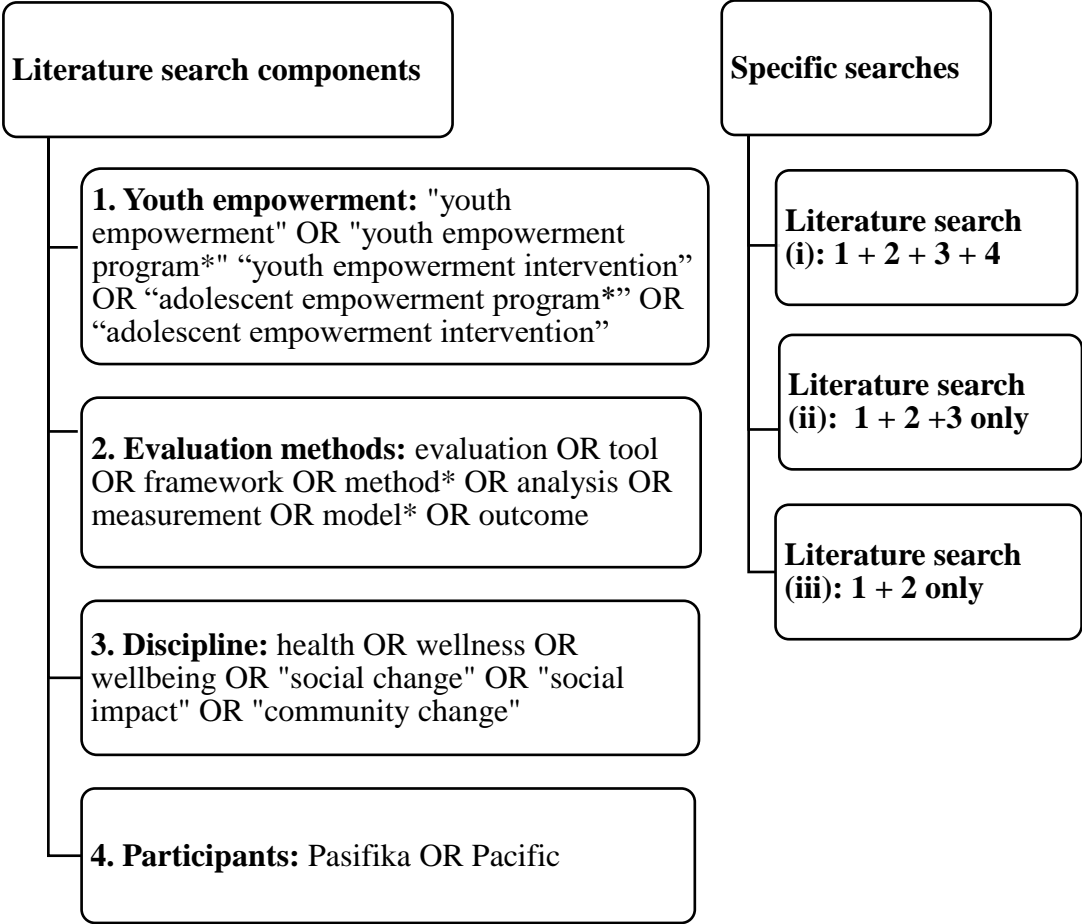 Literature search components
1. Youth empowerment: "youth
empowerment" OR "youth empowerment
program*" “youth empowerment intervention”
OR “adolescent empowerment program*” OR
“adolescent empowerment intervention”
2. Evaluation methods: evaluation OR tool
OR framework OR method* OR analysis OR
measurement OR model* OR outcome
3. Discipline: health OR wellness OR
wellbeing OR "social change" OR "social
impact" OR "community change"
4. Participants: Pasifika OR Pacific
Specific searches
Literature search
(i): 1 + 2 + 3 + 4
Literature search
(ii):  1 + 2 +3 only
Literature search
(iii): 1 + 2 only